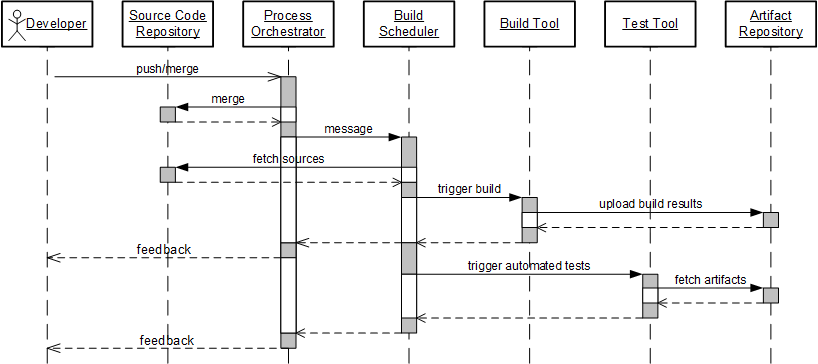 Developer
Source Code
Repository
Process
Orchestrator
Build
Scheduler
Build Tool
Test Tool
Artifact
Repository
push/merge
merge
message
fetch sources
trigger build
upload build results
feedback
trigger automated tests
fetch artifacts
feedback